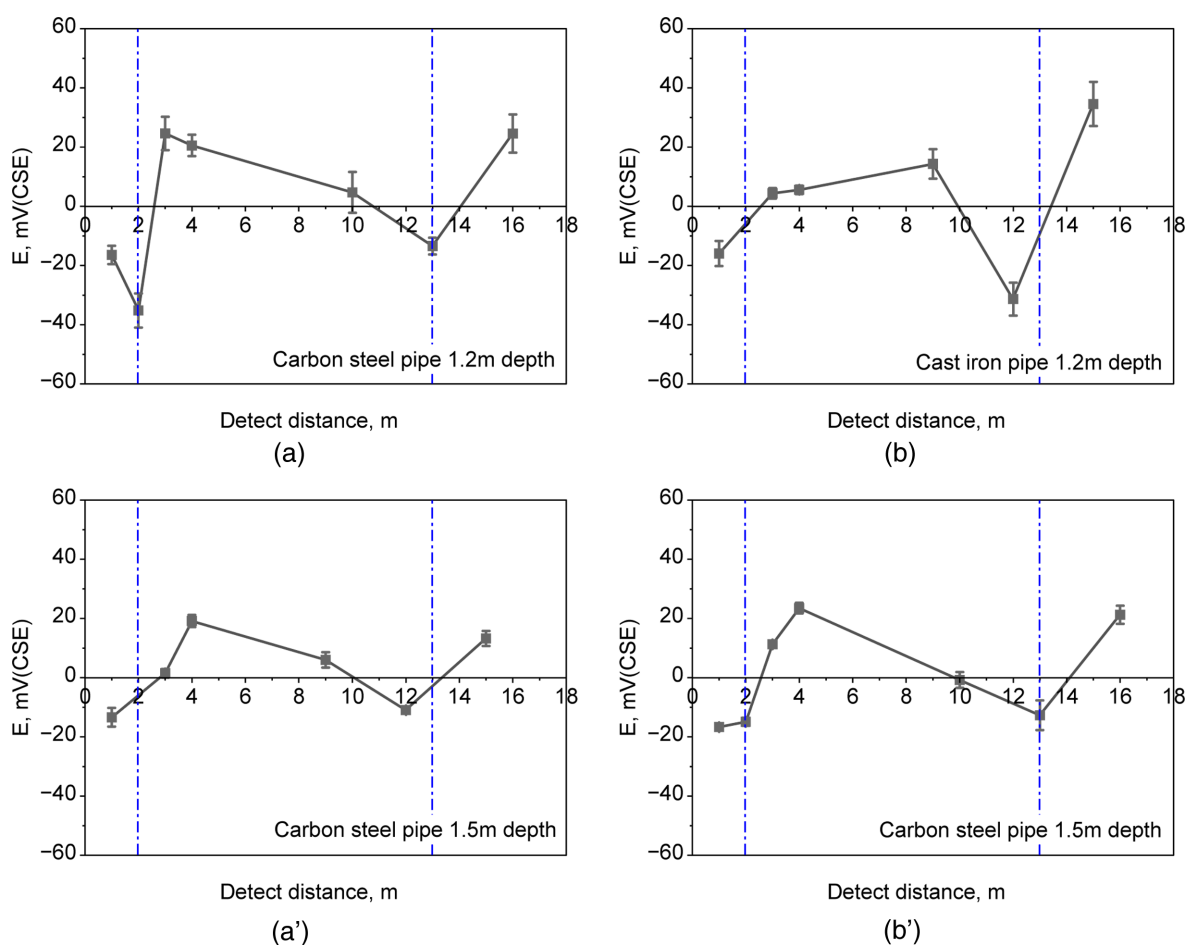 60
40
20
0
−20
−40
−60
E, mV(CSE)
0 2 4 6 8 10 12 14 16 18
Carbon steel pipe 1.2m depth
Detect distance, m
(a)
60
40
20
0
−20
−40
−60
E, mV(CSE)
0 2 4 6 8 10 12 14 16 18
Cast iron pipe 1.2m depth
Detect distance, m
(b)
60
40
20
0
−20
−40
−60
E, mV(CSE)
0 2 4 6 8 10 12 14 16 18
Carbon steel pipe 1.5m depth
Detect distance, m
(a')
60
40
20
0
−20
−40
−60
E, mV(CSE)
0 2 4 6 8 10 12 14 16 18
Carbon steel pipe 1.5m depth
Detect distance, m
(b')